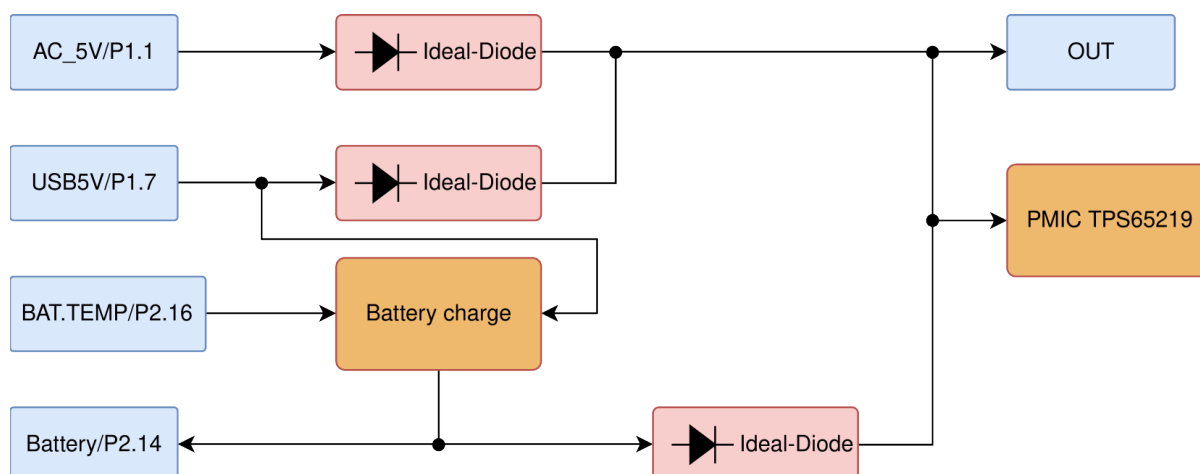 AC_5V/P1.1
Ideal-Diode
OUT
USB5V/P1.7
Ideal-Diode
PMIC TPS65219
BAT.TEMP/P2.16
Battery charge
Battery/P2.14
Ideal-Diode